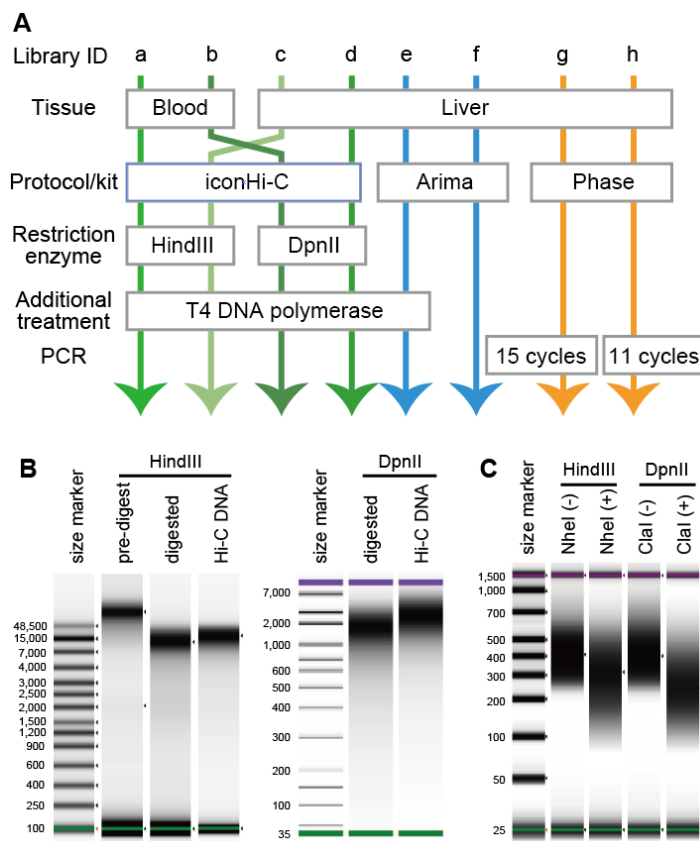 A
Library ID a b c d e f g h
Tissue Blood Liver
Protocol/kit iconHi-C Arima Phase
Restriction enzyme HindIII DpnII
Additional treatment T4 DNA polymerase
PCR 15 cycles 11 cycles
B
HindIII
size marker
pre-digest
digested
Hi-C DNA
48,500
15,000
7,000
4,000
3,000
2,500
2,000
1,500
1,200
900
600
400
250
100
DpnII
size marker
digested
Hi-C DNA
7,000
2,000
1,000
600
500
400
300
200
100
35
C
HindIII DpnII
size marker
NheI (-)
NheI (+)
ClaI (-)
ClaI (+)
1,500
1,000
700
500
400
300
200
100
50
25